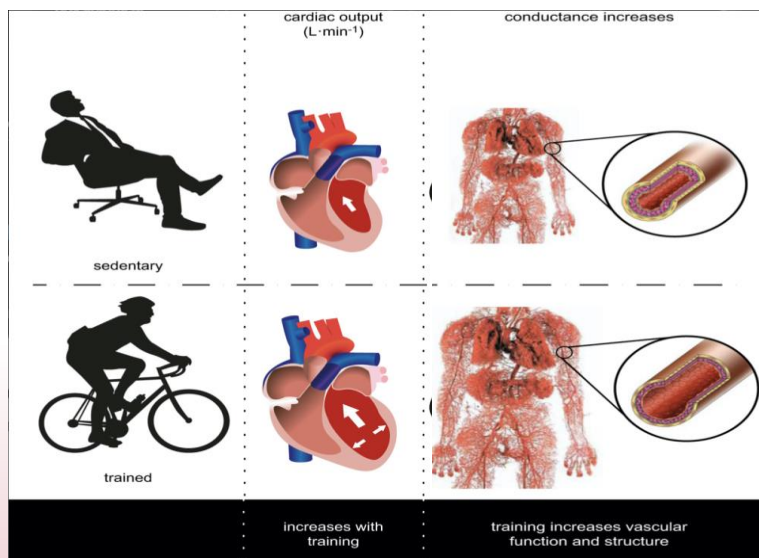 cardiac output
(L·min-1)
conductance increases
sedentary
trained
increases with
training
training increases vascular
function and structure